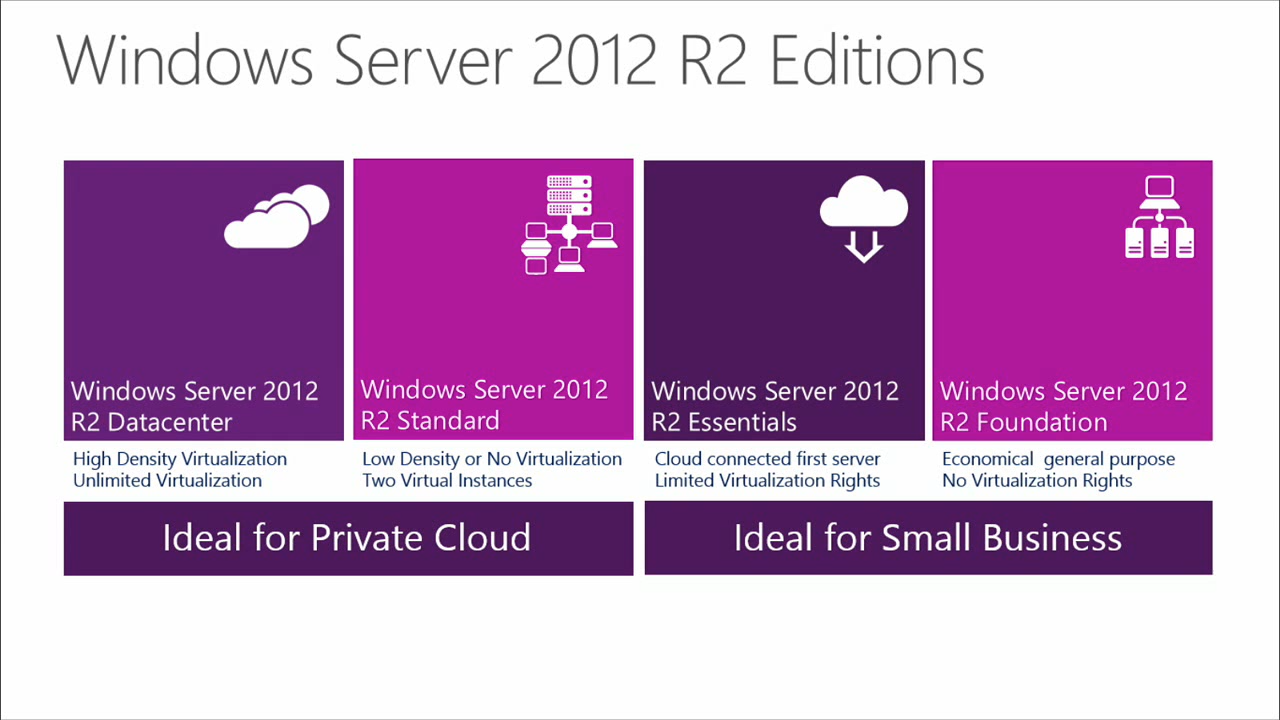 Windows Server 2012 R2 Editions
Windows Server 2012
R2 Datacenter
High Density Virtualization
Unlimited Virtualization
Windows Server 2012
R2 Standard
Low Density or No Virtualization
Two Virtual Instances
Ideal for Private Cloud
Windows Server 2012
R2 Essentials
Cloud connected first server
Limited Virtualization Rights
Windows Server 2012
R2 Foundation
Economical  general purpose
No Virtualization Rights
Ideal for Small Business